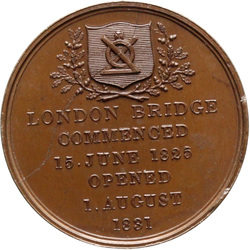 LONDON BRIDGE
COMMENCED
15. JUNE 1825
OPENED
1. AUGUST
1831